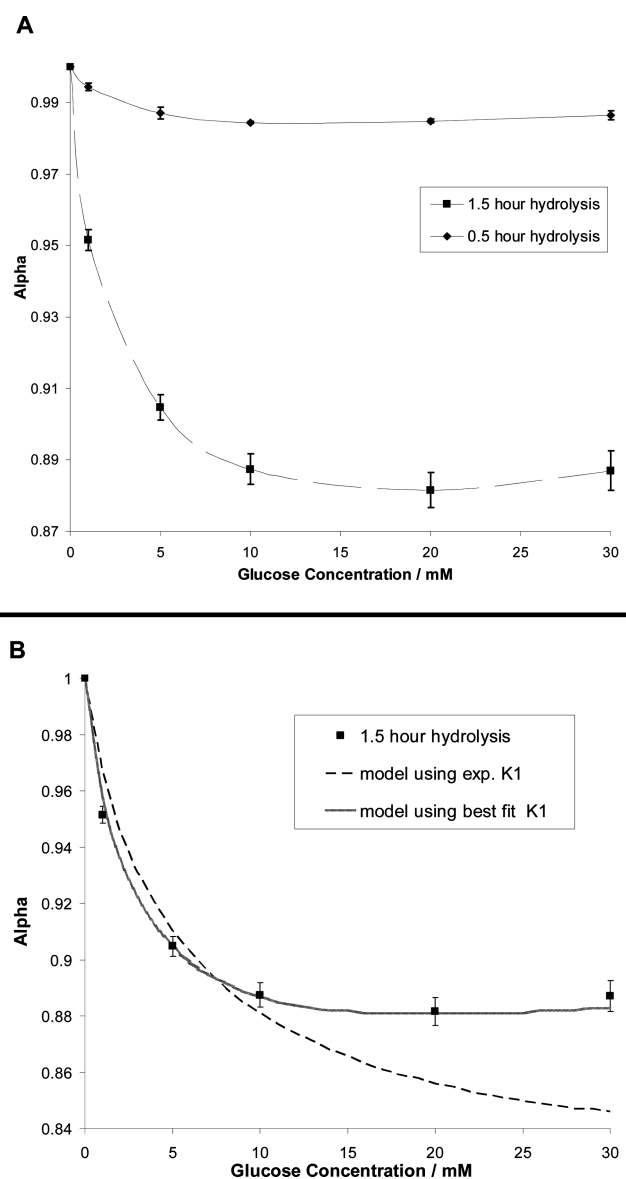 A
0.99
0.97
0.95
0.93
0.91
0.89
0.87
Alpha
1.5 hour hydrolysis
0.5 hour hydrolysis
0 5 10 15 20 25 30
Glucose Concentration / mM
B
1
0.98
0.96
0.94
0.92
0.9
0.88
0.86
0.84
Alpha
1.5 hour hydrolysis
model using exp. K1
model using best fit K1
0 5 10 15 20 25 30
Glucose Concentration / mM